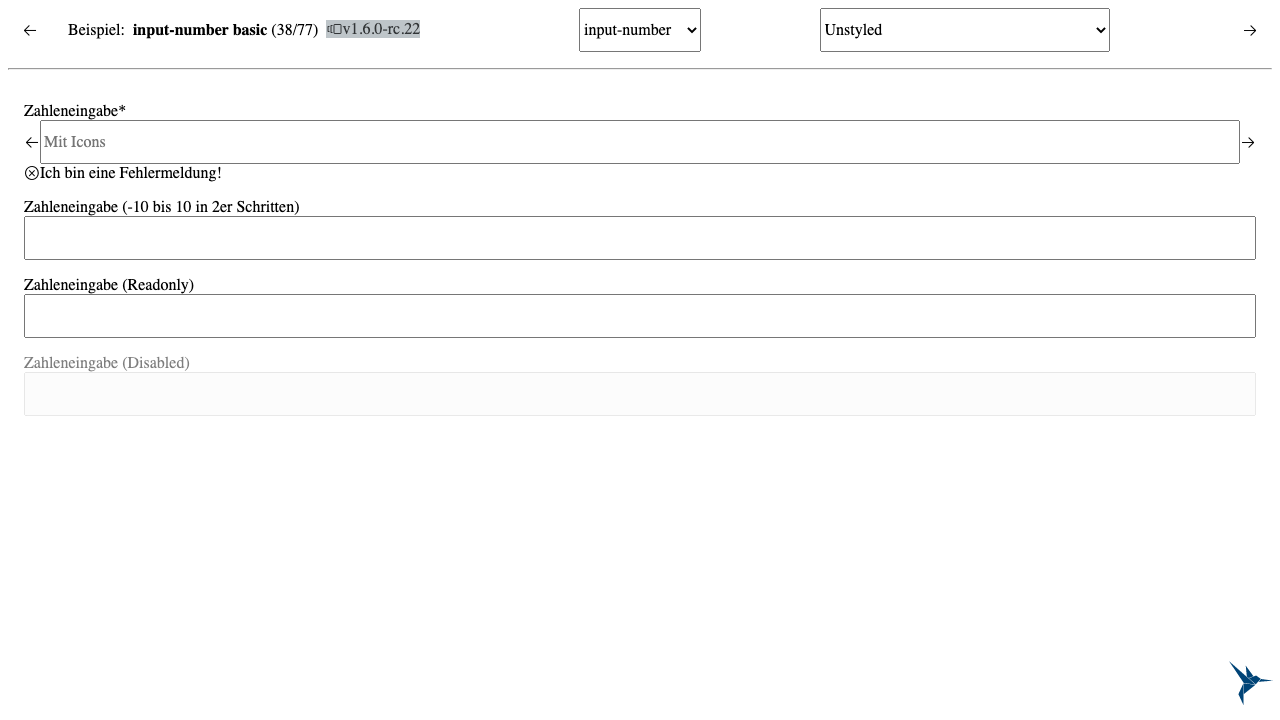 Beispiel: input-number basic (38/77) v1.6.0-rc.22
input-number
Unstyled
Zahleneingabe*
Mit Icons
Ich bin eine Fehlermeldung!
Zahleneingabe (-10 bis 10 in 2er Schritten)
Zahleneingabe (Readonly)
Zahleneingabe (Disabled)